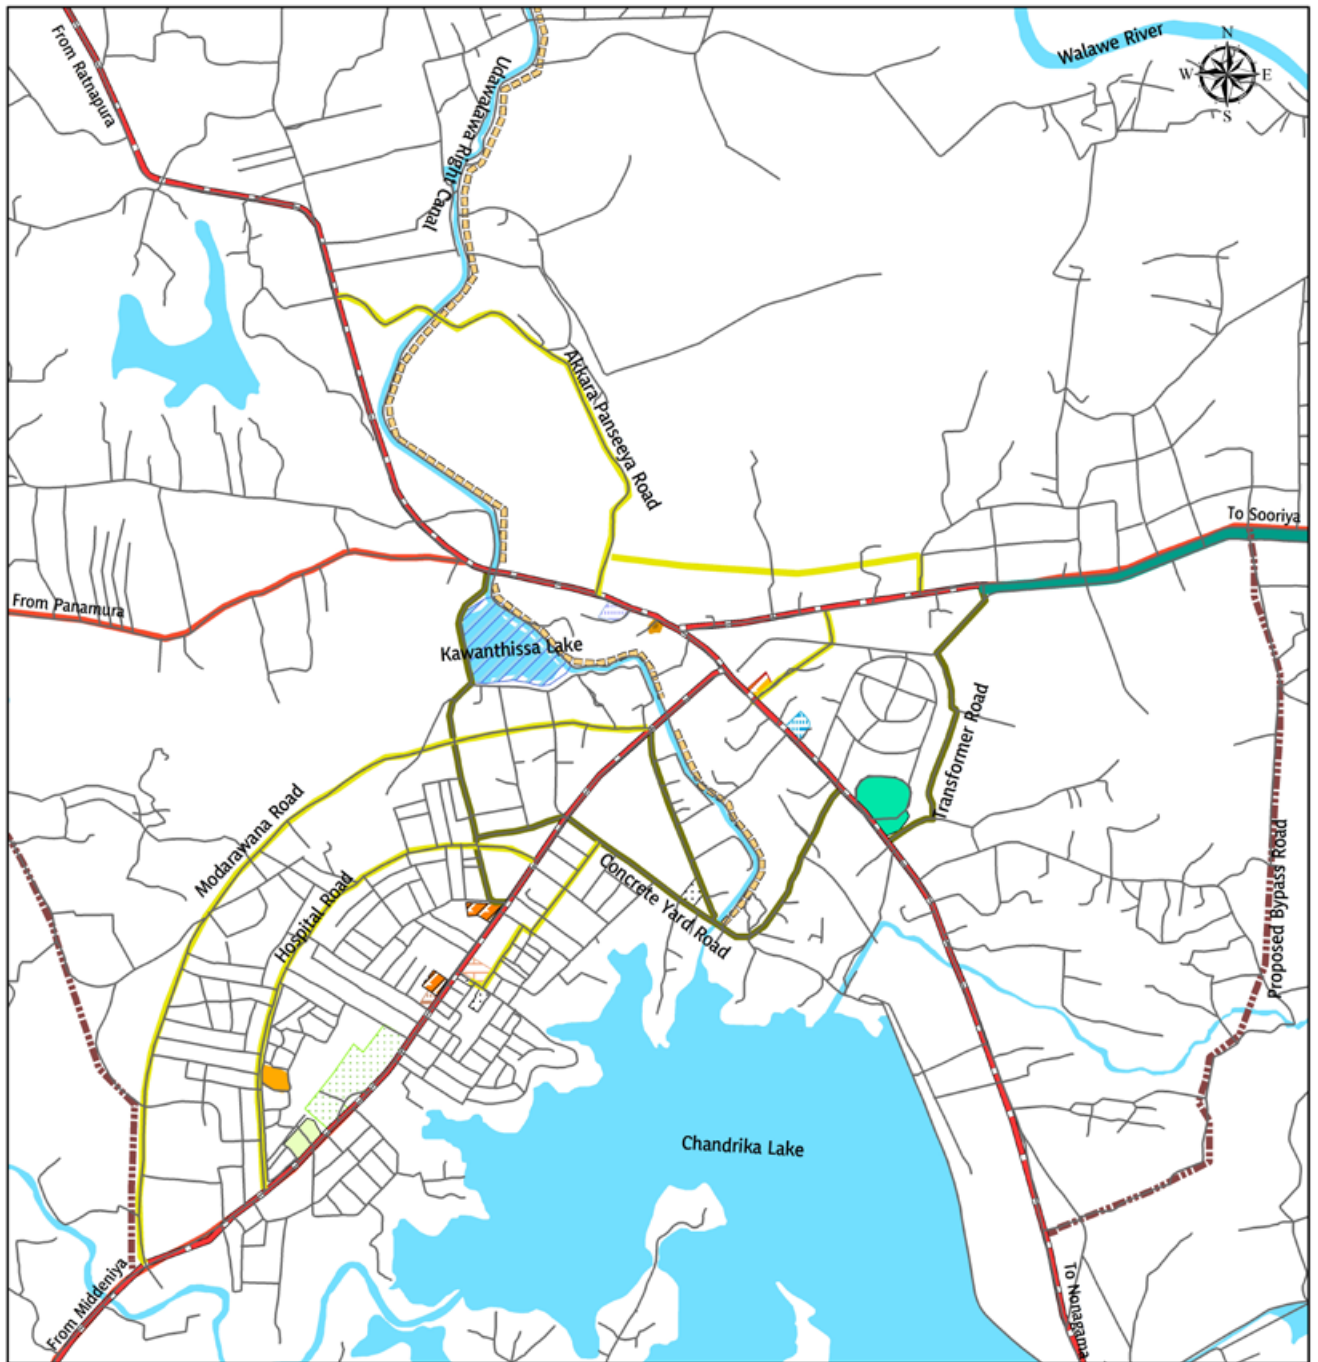 From Ratnapura
Udawalawa Right Canal
Walawe River
N
W
E
S
Akkara Panseeya Road
To Sooriya
From Panamura
Kawanthissa Lake
Transformer Road
Modarawana Road
Hospital Road
Concrete Yard Road
Proposed Bypass Road
Chandrika Lake
From Middeniya
To Nonagama